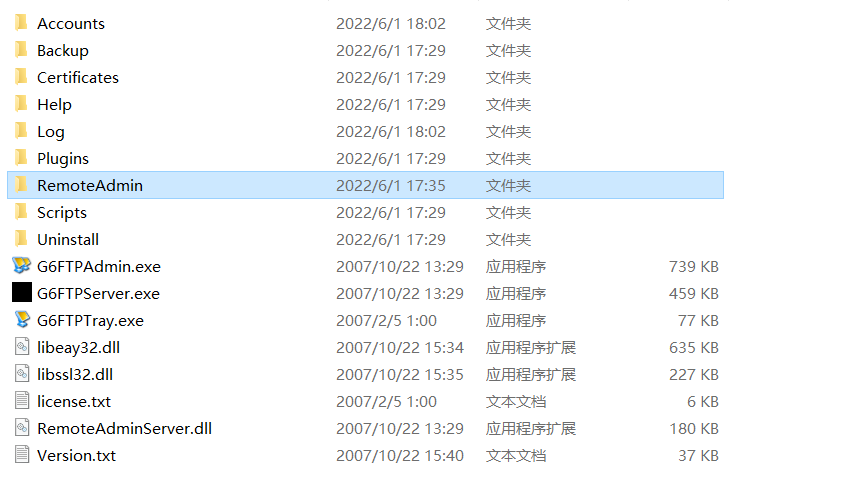 Accounts 2022/6/1 18:02 文件夹
Backup 2022/6/1 17:29 文件夹
Certificates 2022/6/1 17:29 文件夹
Help 2022/6/1 17:29 文件夹
Log 2022/6/1 18:02 文件夹
Plugins 2022/6/1 17:29 文件夹
RemoteAdmin 2022/6/1 17:35 文件夹
Scripts 2022/6/1 17:29 文件夹
Uninstall 2022/6/1 17:29 文件夹
G6FTPAdmin.exe 2007/10/22 13:29 应用程序 739 KB
G6FTPServer.exe 2007/10/22 13:29 应用程序 459 KB
G6FTPTray.exe 2007/2/5 1:00 应用程序 77 KB
libeay32.dll 2007/10/22 15:34 应用程序扩展 635 KB
libssl32.dll 2007/10/22 15:35 应用程序扩展 227 KB
license.txt 2007/2/5 1:00 文本文档 6 KB
RemoteAdminServer.dll 2007/10/22 13:29 应用程序扩展 180 KB
Version.txt 2007/10/22 15:40 文本文档 37 KB